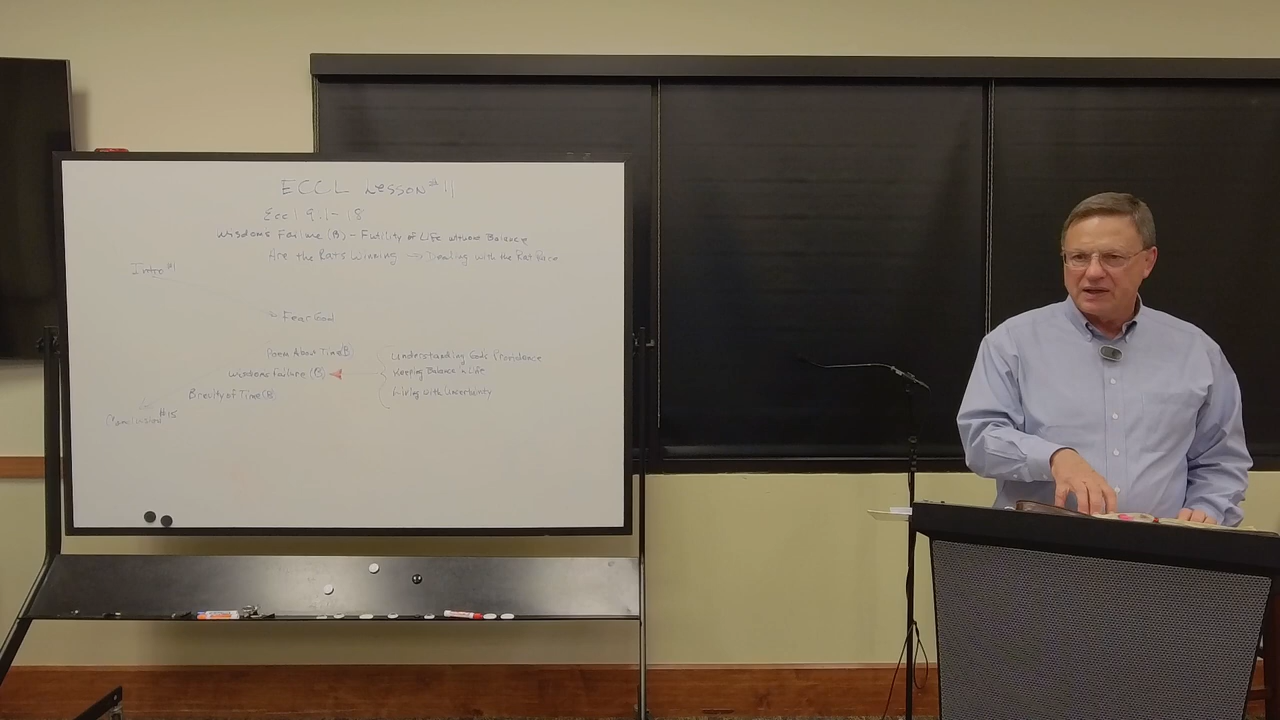 ECCL Lesson #11
Eccl 9:1-18
Wisdoms Failure (B) - Futility of Life without Balance
Are the Rats Winning → Dealing with the Rat Race
Intro #1
Fear God
Poem About Time(B)
Understanding Gods Providence
Wisdoms failure (B)
Keeping Balance in Life
Brevity of Time (B)
Living with Uncertainty
Conclusion #15